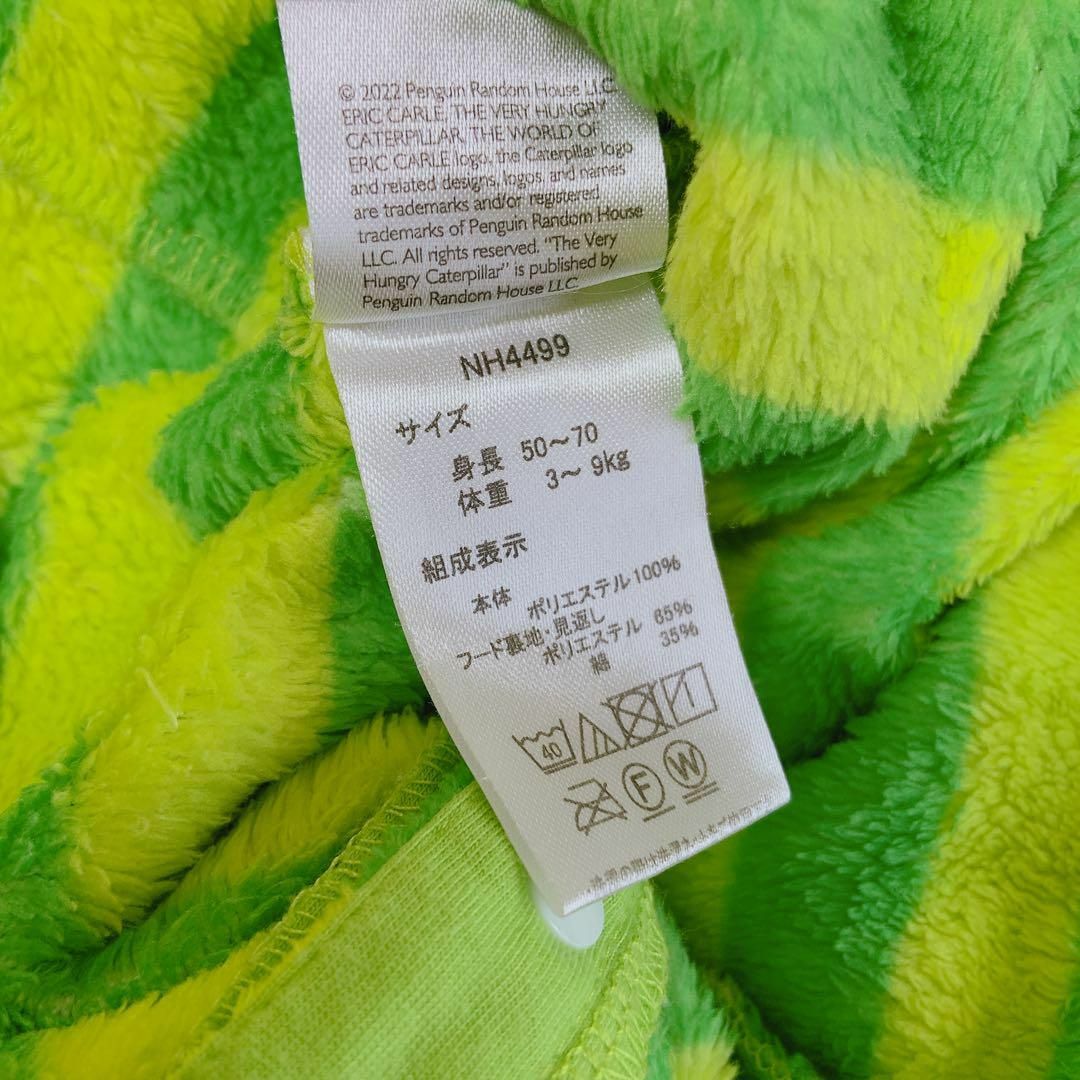 © 2022 Penguin Random House LLC.
ERIC CARLE, THE VERY HUNGRY
CATERPILLAR, THE WORLD OF
ERIC CARLE logo, the Caterpillar logo
and related designs, logos, and names
are trademarks and/or registered
trademarks of Penguin Random House
LLC. All rights reserved. "The Very
Hungry Caterpillar" is published by
Penguin Random House LLC.
NH4499
サイズ
身長 50～70
体重 3～ 9kg
組成表示
本体 ポリエステル100%
フード裏地・見返し
ポリエステル 65%
綿 35%
40
F W